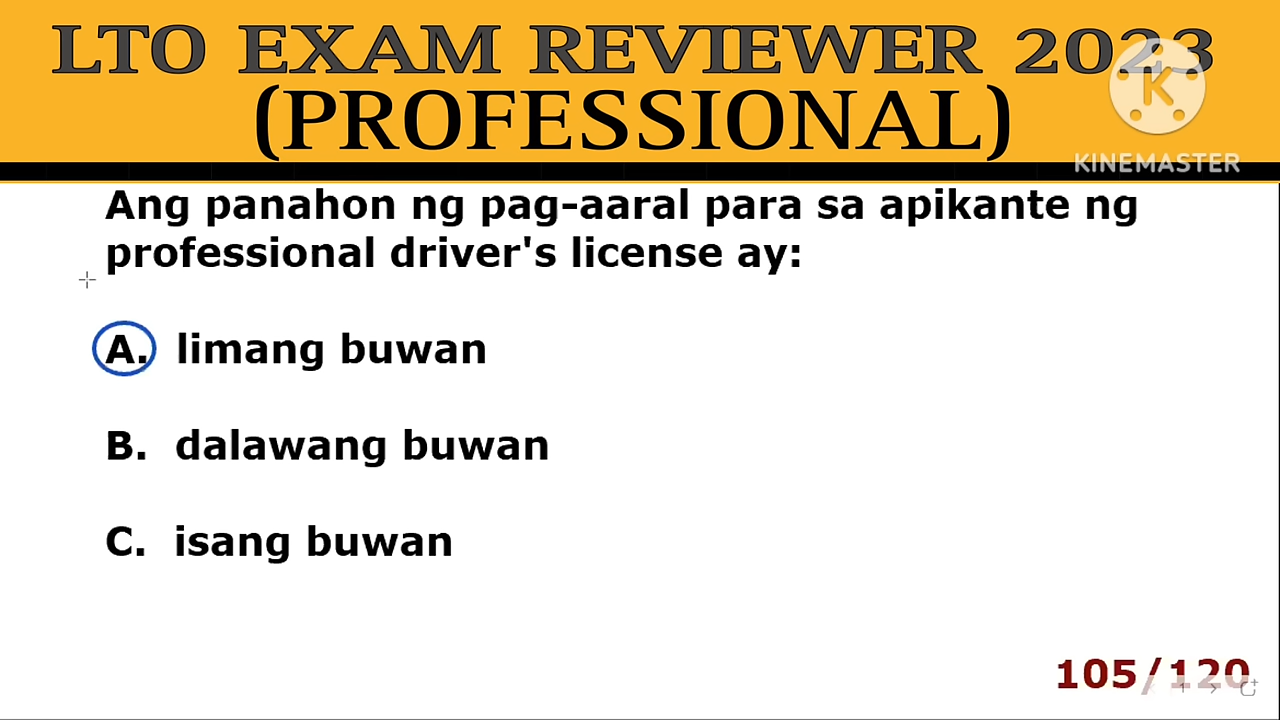 LTO EXAM REVIEWER 2023
(PROFESSIONAL)
K
KINEMASTER
Ang panahon ng pag-aaral para sa apikante ng
professional driver's license ay:
A. limang buwan
B. dalawang buwan
C. isang buwan
105/120